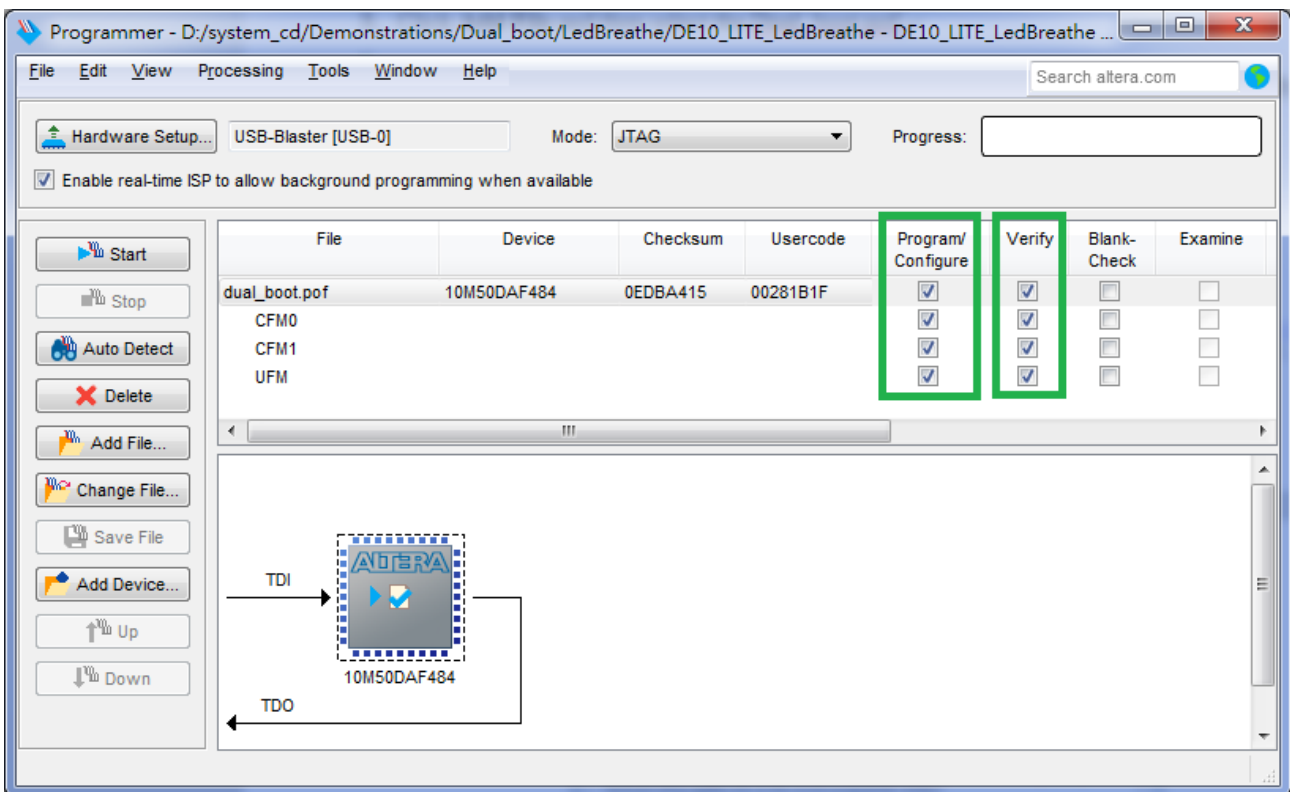 Programmer - D:/system_cd/Demonstrations/Dual_boot/LedBreathe/DE10_LITE_LedBreathe - DE10_LITE_LedBreathe ...
File Edit View Processing Tools Window Help
Search altera.com
Hardware Setup... USB-Blaster [USB-0] Mode: JTAG Progress:
Enable real-time ISP to allow background programming when available
Start
Stop
Auto Detect
Delete
Add File...
Change File...
Save File
Add Device...
Up
Down
File Device Checksum Usercode Program/ Verify Blank- Examine
Configure Check
dual_boot.pof 10M50DAF484 0EDBA415 00281B1F
CFM0
CFM1
UFM
ALTERA
TDI
10M50DAF484
TDO